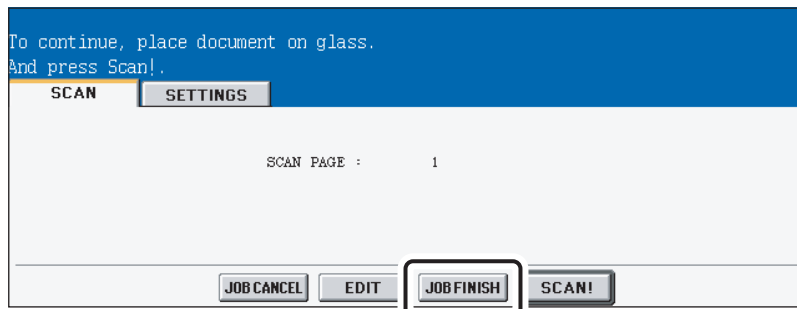 To continue, place document on glass.
And press Scan!.
SCAN SETTINGS
SCAN PAGE : 1
JOB CANCEL EDIT JOB FINISH SCAN!